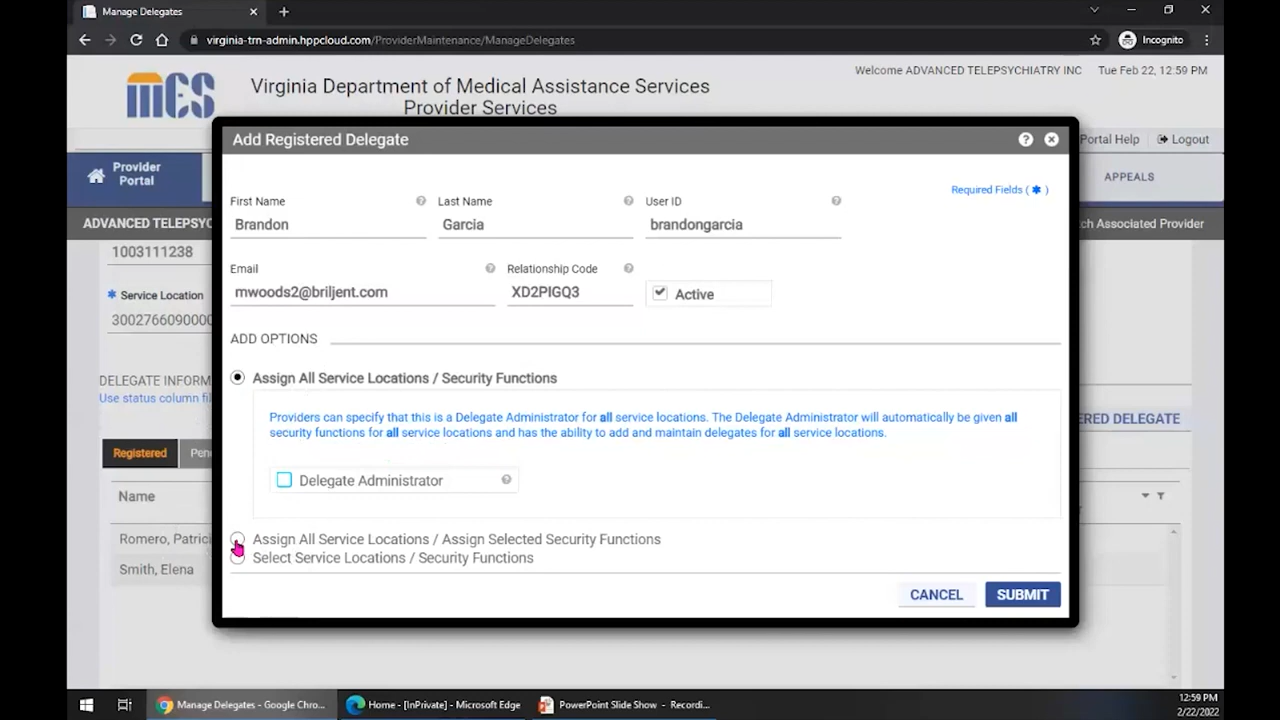 Manage Delegates
virginia-trn-admin.hppcloud.com/ProviderMaintenance/ManageDelegates
Incognito
mes
Virginia Department of Medical Assistance Services
Provider Services
Welcome ADVANCED TELEPSYCHIATRY INC Tue Feb 22, 12:59 PM
Portal Help Logout
Provider
Portal
APPEALS
ADVANCED TELEPSYC
ch Associated Provider
1003111238
Service Location
3002766090000
DELEGATE INFORM
Use status column fil
ERED DELEGATE
Registered
Pen
Name
Romero, Patrici
Smith, Elena
Add Registered Delegate
Required Fields ( * )
First Name Last Name User ID
Brandon Garcia brandongarcia
Email Relationship Code
mwoods2@briljent.com XD2PIGQ3 Active
ADD OPTIONS
Assign All Service Locations / Security Functions
Providers can specify that this is a Delegate Administrator for all service locations. The Delegate Administrator will automatically be given all
security functions for all service locations and has the ability to add and maintain delegates for all service locations.
Delegate Administrator
Assign All Service Locations / Assign Selected Security Functions
Select Service Locations / Security Functions
CANCEL SUBMIT
Manage Delegates - Google Chro...
Home - [InPrivate] - Microsoft Edge
PowerPoint Slide Show - Recordi...
12:59 PM
2/22/2022